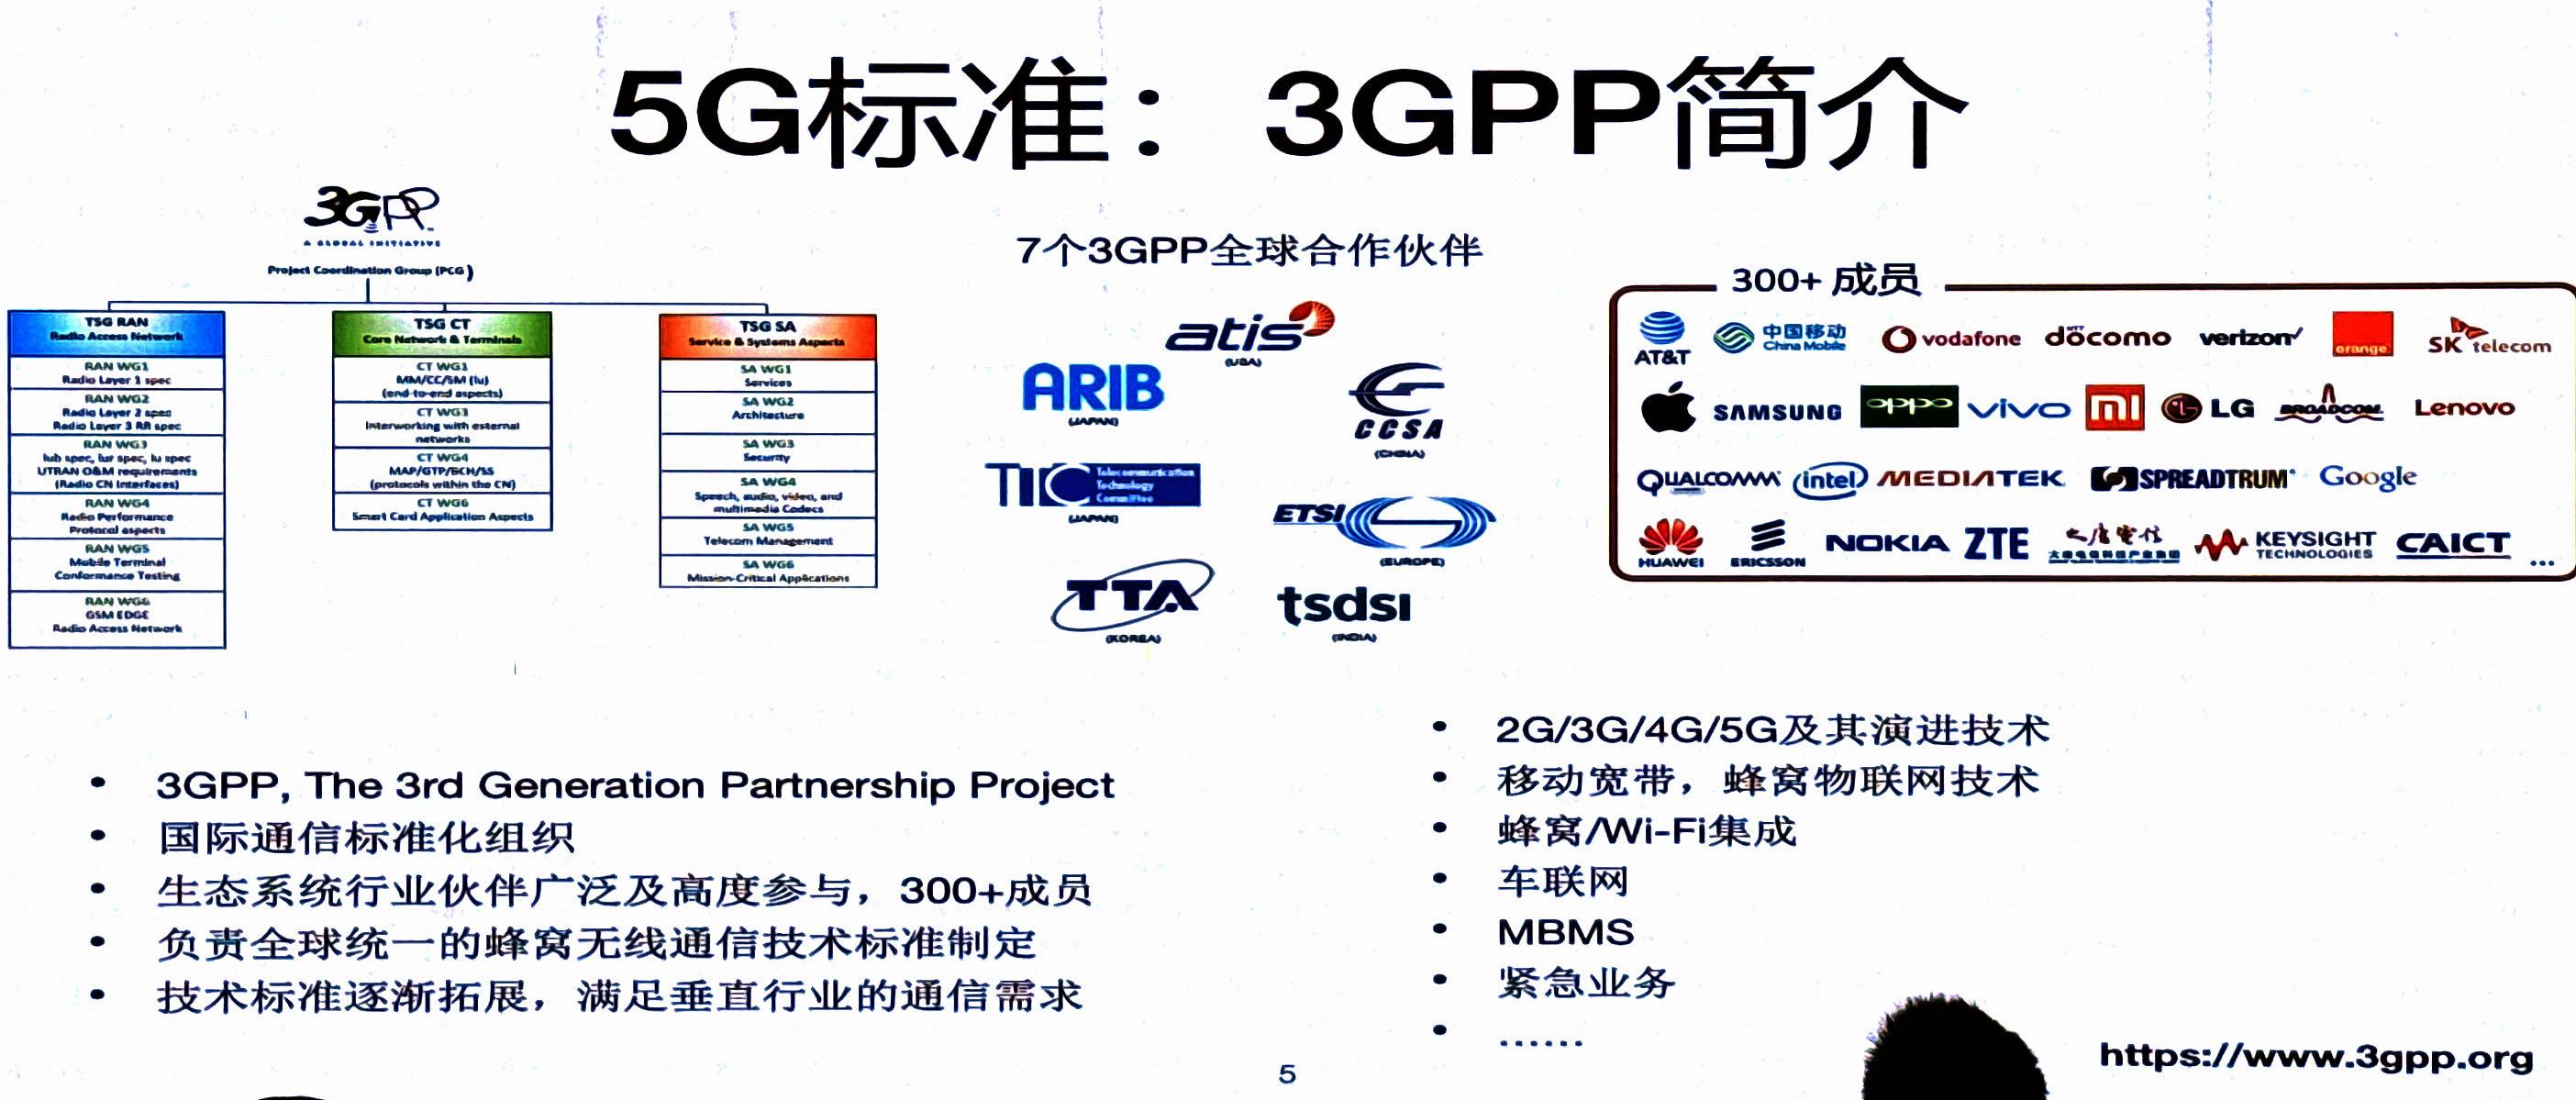 5G标准： 3GPP简介
3GPP
A GLOBAL INITIATIVE
Project Coordination Group (PCG)
TSG RAN
Radio Access Network
RAN WG1
Radio Layer 1 spec
RAN WG2
Radio Layer 2 spec
Radio Layer 3 RR spec
RAN WG3
Iub spec, Iur spec, Iu spec
UTRAN O&M requirements
(Radio CN Interfaces)
RAN WG4
Radio Performance
Protocol aspects
RAN WG5
Mobile Terminal
Conformance Testing
RAN WG6
GSM EDGE
Radio Access Network
TSG CT
Core Network & Terminals
CT WG1
MM/CC/SM (Iu)
(end-to-end aspects)
CT WG3
Interworking with external
networks
CT WG4
MAP/GTP/BCH/SS
(protocols within the CN)
CT WG6
Smart Card Application Aspects
TSG SA
Service & Systems Aspects
SA WG1
Services
SA WG2
Architecture
SA WG3
Security
SA WG4
Speech, audio, video, and
multimedia Codecs
SA WG5
Telecom Management
SA WG6
Mission-Critical Applications
7个3GPP全球合作伙伴
atis
(USA)
ARIB
(JAPAN)
CCSA
(CHINA)
TTC Telecommunication
Technology
Committee
(JAPAN)
ETSI
(EUROPE)
TTA
(KOREA)
tsdsi
(INDIA)
300+ 成员
AT&T
中国移动
China Mobile
vodafone
NTT
docomo
verizon
orange
SK telecom
SAMSUNG
oppo
vivo
mi
LG
BROADCOM
Lenovo
QUALCOMM
intel
MEDIATEK
SPREADTRUM
Google
HUAWEI
ERICSSON
NOKIA
ZTE
大唐电信
大唐电信科技产业集团
KEYSIGHT
TECHNOLOGIES
CAICT
...
• 3GPP, The 3rd Generation Partnership Project
• 国际通信标准化组织
• 生态系统行业伙伴广泛及高度参与，300+成员
• 负责全球统一的蜂窝无线通信技术标准制定
• 技术标准逐渐拓展，满足垂直行业的通信需求
• 2G/3G/4G/5G及其演进技术
• 移动宽带，蜂窝物联网技术
• 蜂窝/Wi-Fi集成
• 车联网
• MBMS
• 紧急业务
• ......
5
https://www.3gpp.org